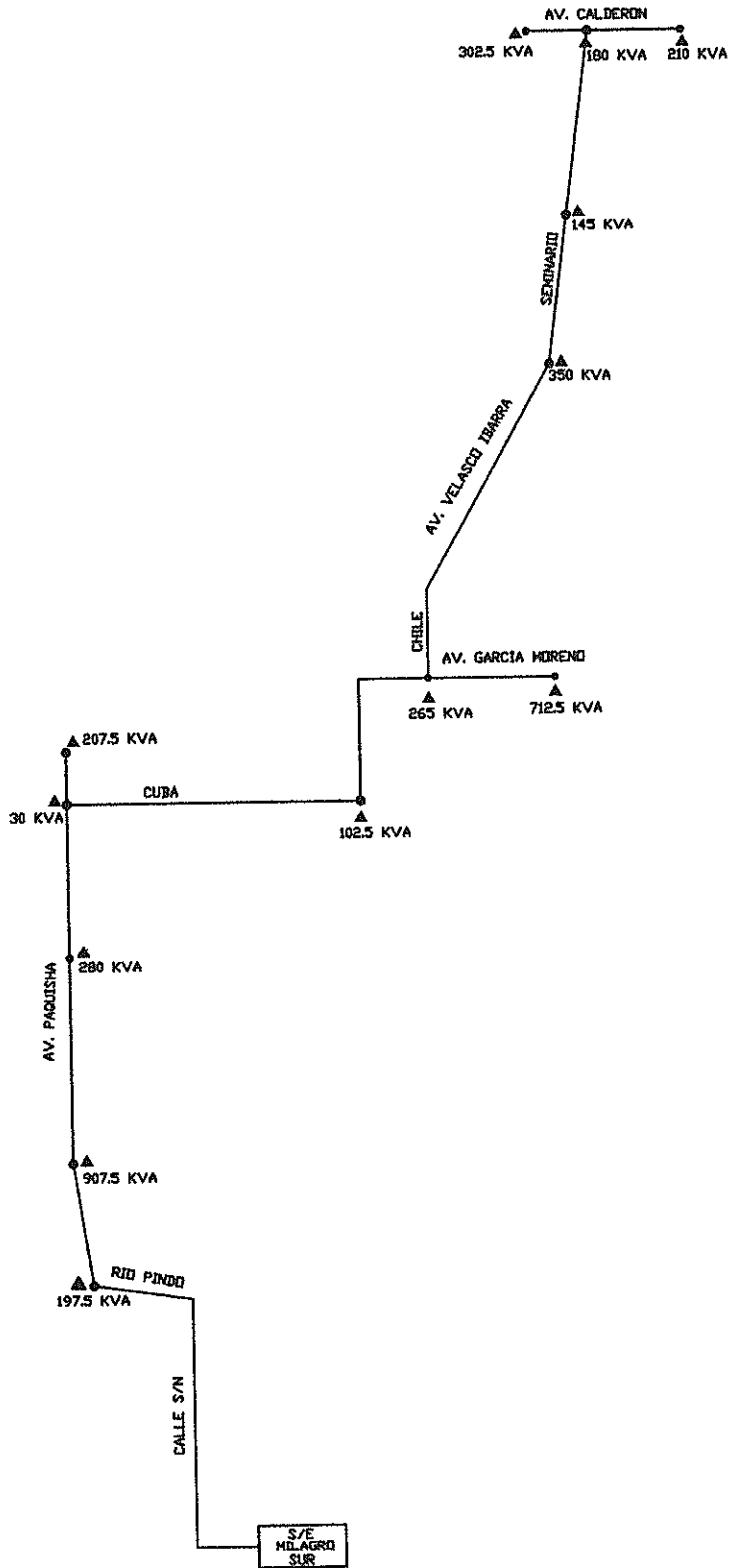 AV. CALDERON
302.5 KVA
180 KVA
210 KVA
145 KVA
SEMINARIO
350 KVA
AV. VELASCO IBARRA
CHILE
AV. GARCIA MORENO
265 KVA
712.5 KVA
207.5 KVA
CUBA
30 KVA
102.5 KVA
280 KVA
AV. PAQUISHA
907.5 KVA
RIO PINDO
197.5 KVA
CALLE S/N
S/E
MILAGRO
SUR